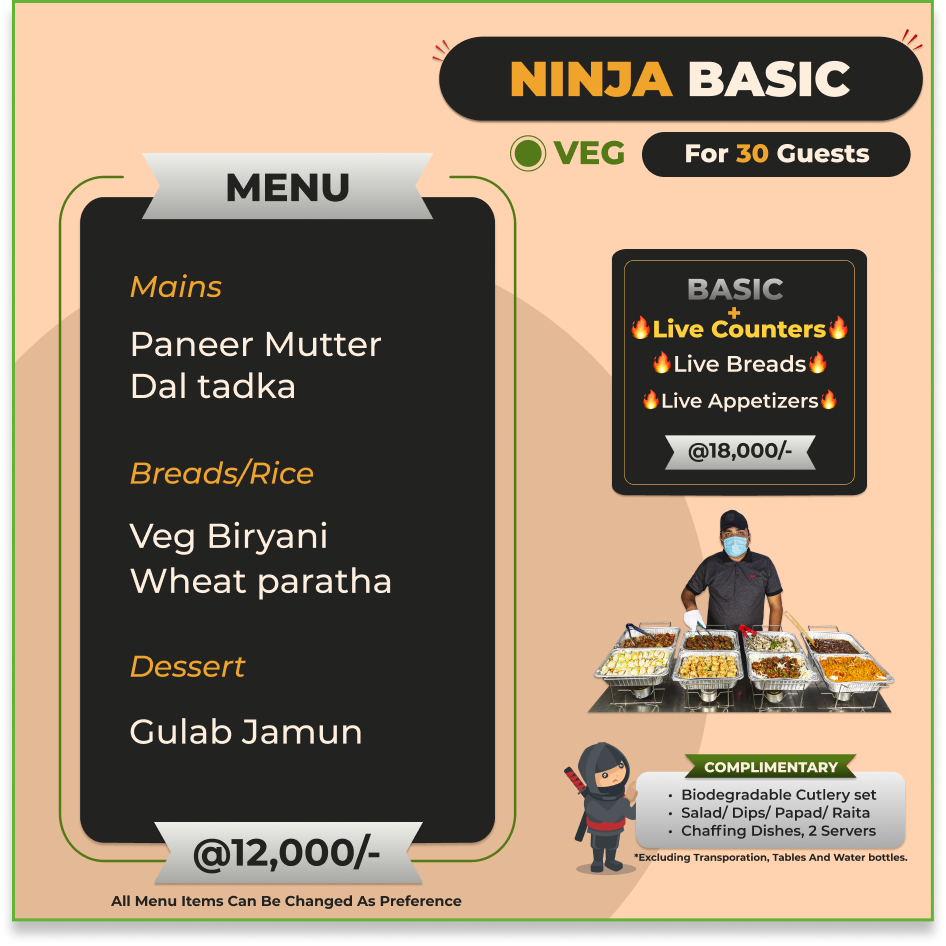 NINJA BASIC
VEG
For 30 Guests
MENU
Mains
Paneer Mutter
Dal tadka
Breads/Rice
Veg Biryani
Wheat paratha
Dessert
Gulab Jamun
@12,000/-
All Menu Items Can Be Changed As Preference
BASIC
+
🔥Live Counters🔥
🔥Live Breads🔥
🔥Live Appetizers🔥
@18,000/-
COMPLIMENTARY
• Biodegradable Cutlery set
• Salad/ Dips/ Papad/ Raita
• Chaffing Dishes, 2 Servers
*Excluding Transporation, Tables And Water bottles.